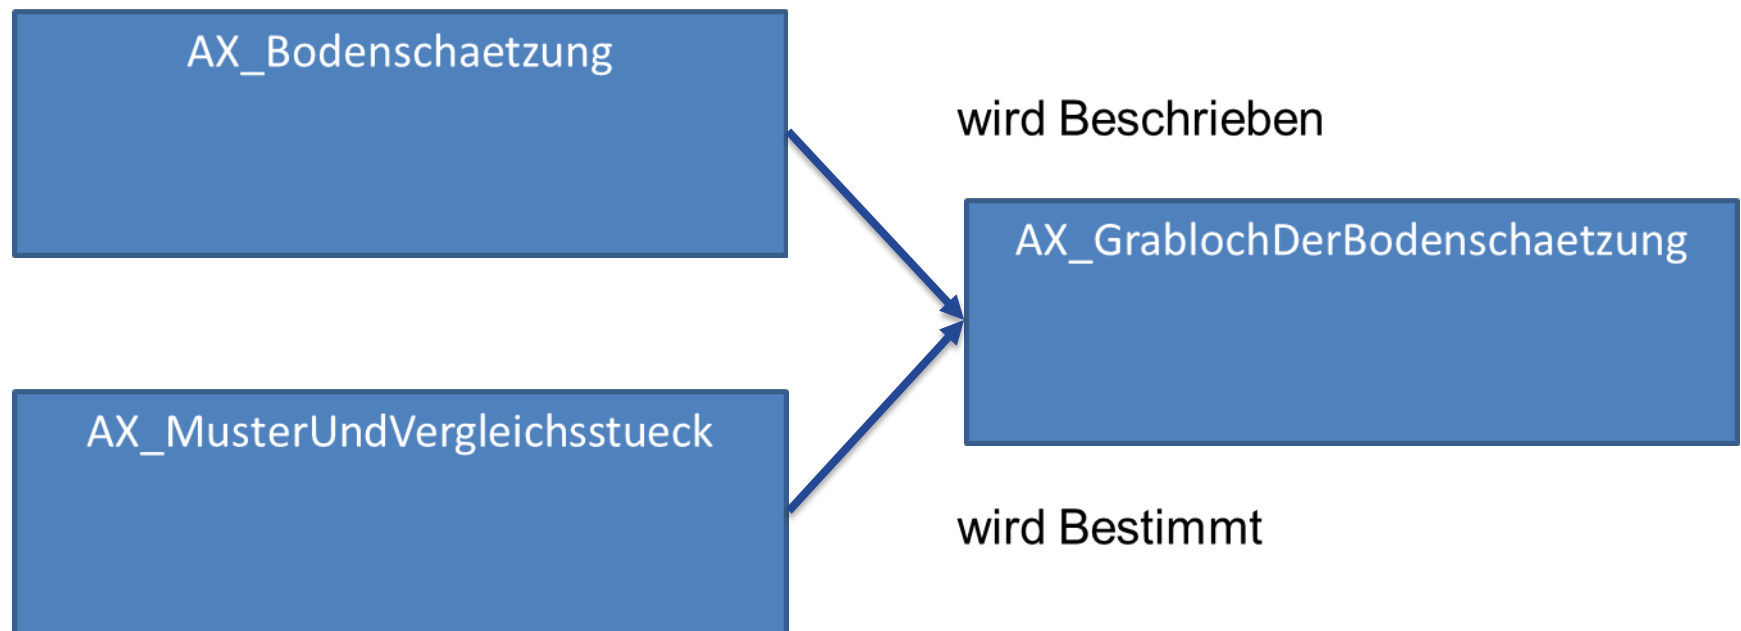 AX_Bodenschaetzung
wird Beschrieben
AX_GrablochDerBodenschaetzung
AX_MusterUndVergleichsstueck
wird Bestimmt